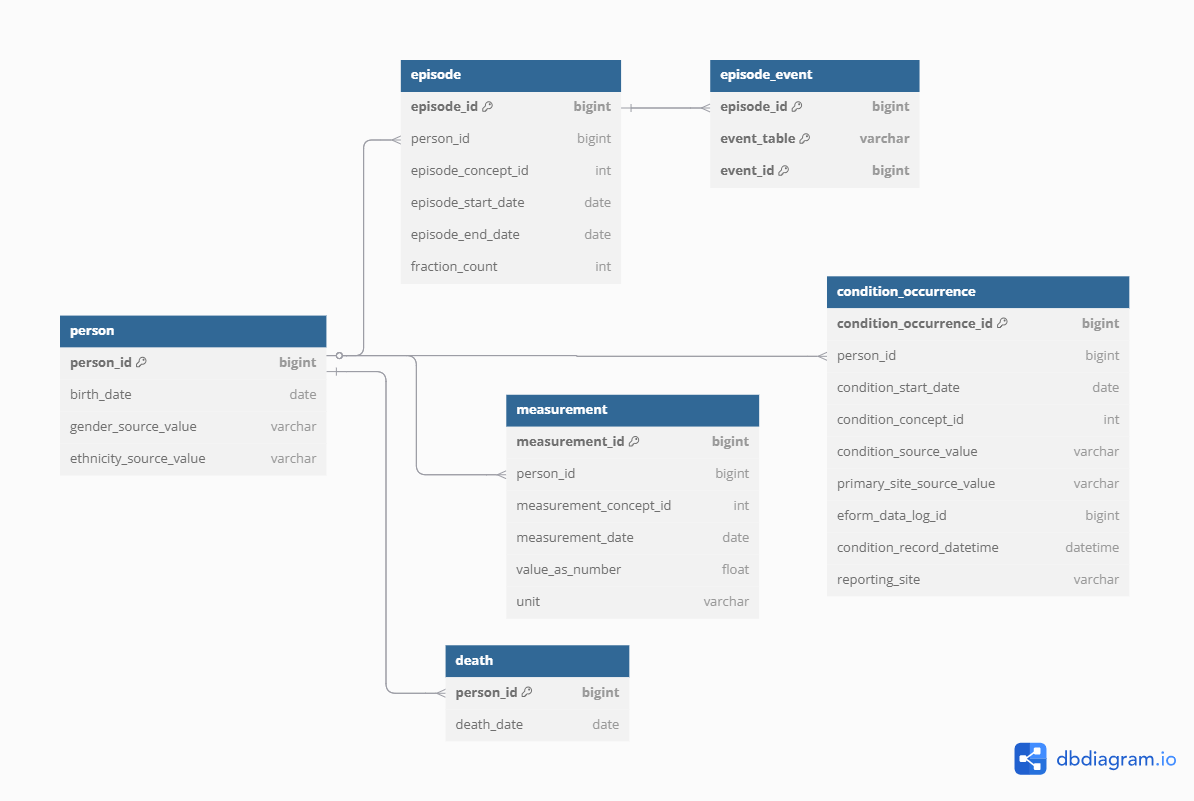 episode
episode_id bigint
person_id bigint
episode_concept_id int
episode_start_date date
episode_end_date date
fraction_count int
episode_event
episode_id bigint
event_table varchar
event_id bigint
condition_occurrence
condition_occurrence_id bigint
person_id bigint
condition_start_date date
condition_concept_id int
condition_source_value varchar
primary_site_source_value varchar
eform_data_log_id bigint
condition_record_datetime datetime
reporting_site varchar
person
person_id bigint
birth_date date
gender_source_value varchar
ethnicity_source_value varchar
measurement
measurement_id bigint
person_id bigint
measurement_concept_id int
measurement_date date
value_as_number float
unit varchar
death
person_id bigint
death_date date
dbdiagram.io